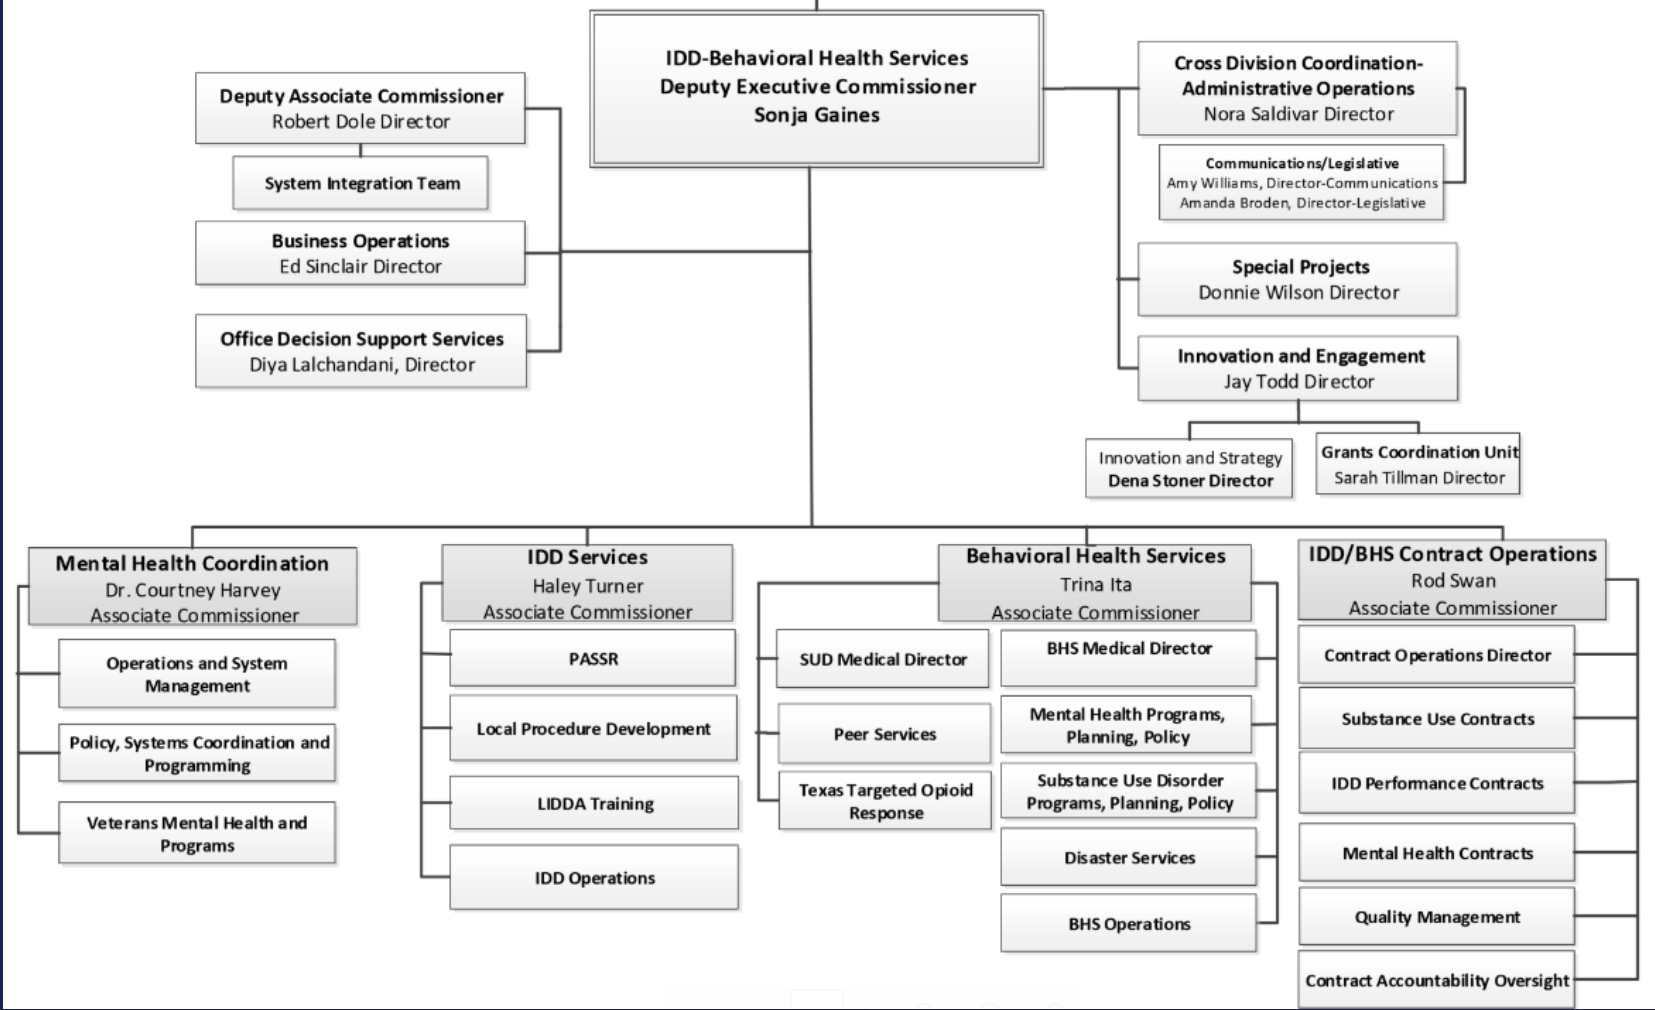 IDD-Behavioral Health Services
Deputy Executive Commissioner
Sonja Gaines
Deputy Associate Commissioner
Robert Dole Director
System Integration Team
Business Operations
Ed Sinclair Director
Office Decision Support Services
Diya Lalchandani, Director
Cross Division Coordination-
Administrative Operations
Nora Saldivar Director
Communications/Legislative
Amy Williams, Director-Communications
Amanda Broden, Director-Legislative
Special Projects
Donnie Wilson Director
Innovation and Engagement
Jay Todd Director
Innovation and Strategy
Dena Stoner Director
Grants Coordination Unit
Sarah Tillman Director
Mental Health Coordination
Dr. Courtney Harvey
Associate Commissioner
Operations and System
Management
Policy, Systems Coordination and
Programming
Veterans Mental Health and
Programs
IDD Services
Haley Turner
Associate Commissioner
PASSR
Local Procedure Development
LIDDA Training
IDD Operations
Behavioral Health Services
Trina Ita
Associate Commissioner
SUD Medical Director
Peer Services
Texas Targeted Opioid
Response
BHS Medical Director
Mental Health Programs,
Planning, Policy
Substance Use Disorder
Programs, Planning, Policy
Disaster Services
BHS Operations
IDD/BHS Contract Operations
Rod Swan
Associate Commissioner
Contract Operations Director
Substance Use Contracts
IDD Performance Contracts
Mental Health Contracts
Quality Management
Contract Accountability Oversight